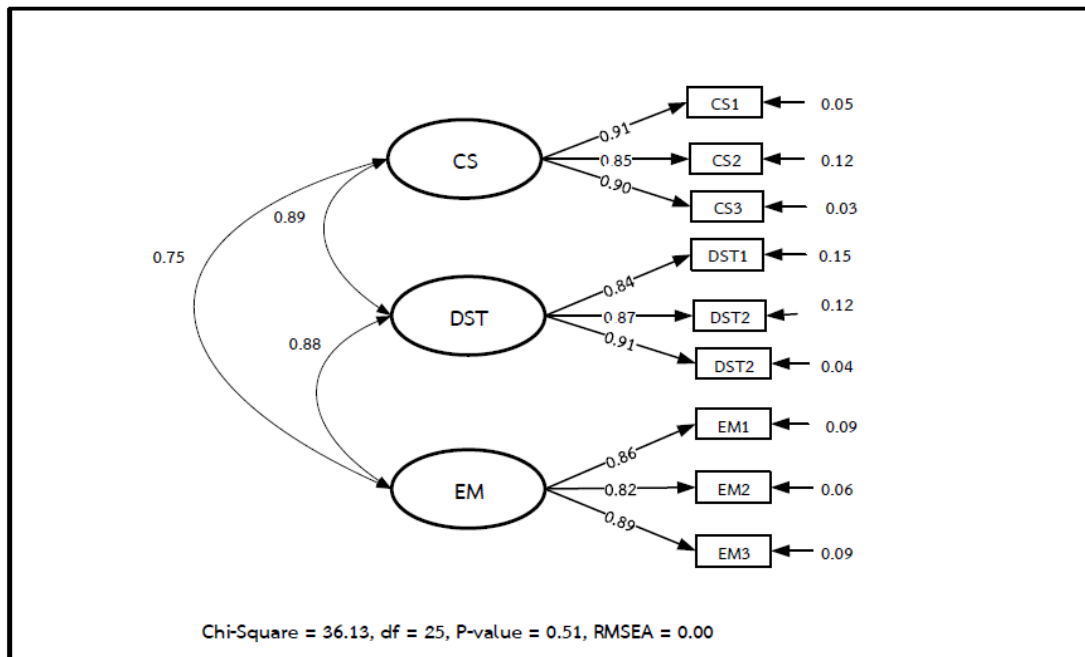 CS1
0.05
0.91
CS
0.85
CS2
0.12
0.90
CS3
0.03
0.89
0.75
DST1
0.15
0.84
DST
0.87
DST2
0.12
0.91
DST2
0.04
0.88
EM1
0.09
0.86
EM
0.82
EM2
0.06
0.89
EM3
0.09
Chi-Square = 36.13, df = 25, P-value = 0.51, RMSEA = 0.00